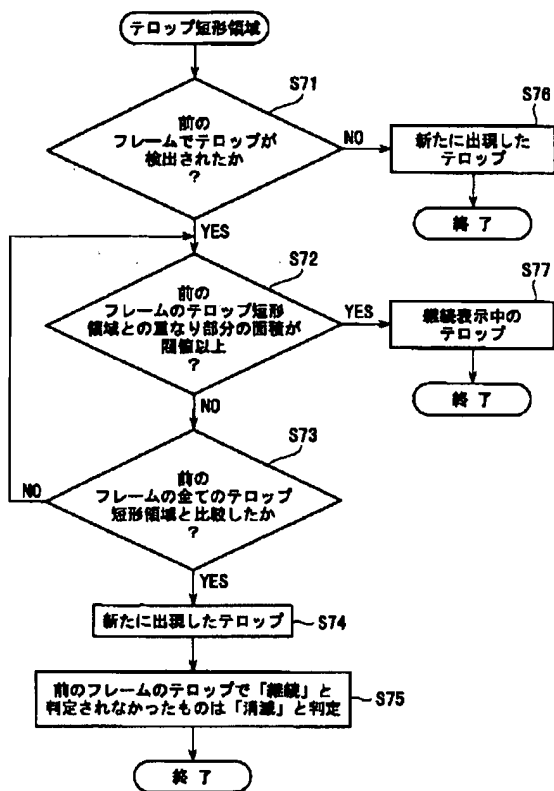 テロップ短形領域
S71
前の
フレームでテロップが
検出されたか
?
NO
S76
新たに出現した
テロップ
終了
YES
S72
前の
フレームのテロップ短形
領域との重なり部分の面積が
閾値以上
?
YES
S77
継続表示中の
テロップ
終了
NO
S73
前の
フレームの全てのテロップ
短形領域と比較したか
?
NO
YES
新たに出現したテロップ
S74
前のフレームのテロップで「継続」と
判定されなかったものは「消滅」と判定
S75
終了